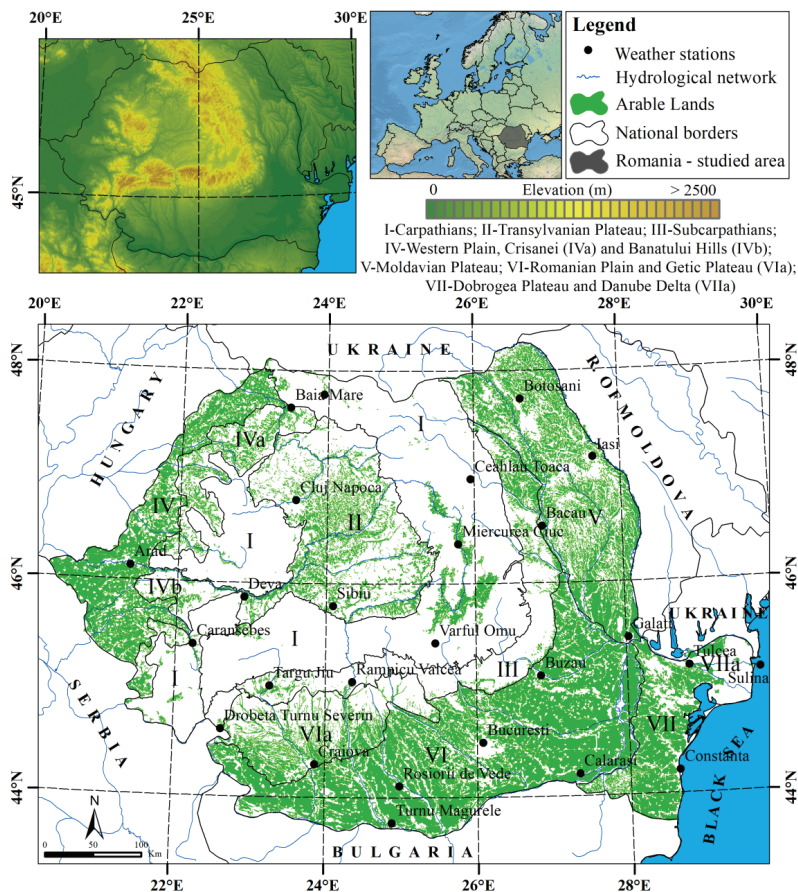 20°E 25°E 30°E
45°N
Legend
Weather stations
Hydrological network
Arable Lands
National borders
Romania - studied area
0 > 2500
Elevation (m)
I-Carpathians; II-Transylvanian Plateau; III-Subcarpathians;
IV-Western Plain, Crisanei (IVa) and Banatului Hills (IVb);
V-Moldavian Plateau; VI-Romanian Plain and Getic Plateau (VIa);
VII-Dobrogea Plateau and Danube Delta (VIIa)
20°E 22°E 24°E 26°E 28°E 30°E
48°N 48°N
UKRAINE
HUNGARY
R. OF MOLDOVA
Baia Mare
Botosani
I
IVa
Iasi
Ceahlau Toaca
Cluj Napoca
IV
II
Bacau
V
Miercurea Ciuc
I
Arad
46°N 46°N
IVb
Deva
Sibiu
UKRAINE
Galati
Caransebes
I
Varful Omu
Tulcea
VIIa
Sulina
III
Buzau
I
Targu Jiu
Ramnicu Valcea
SERBIA
Drobeta Turnu Severin
VIa
VII
Bucuresti
Craiova
VI
Calarasi
Constanta
Rosiorii de Vede
44°N 44°N
Turnu Magurele
BLACK SEA
N
0 50 100
Km
BULGARIA
22°E 24°E 26°E 28°E